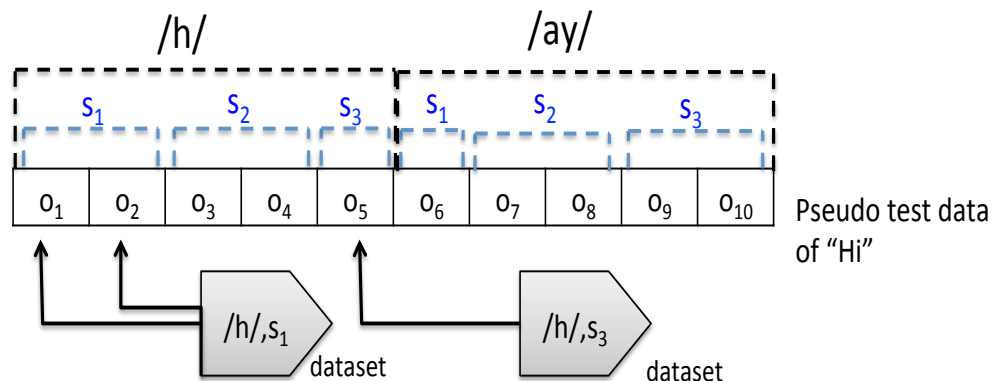 /h/ /ay/
s₁ s₂ s₃ s₁ s₂ s₃
o₁ o₂ o₃ o₄ o₅ o₆ o₇ o₈ o₉ o₁₀
Pseudo test data
of “Hi”
/h/,s₁
dataset
/h/,s₃
dataset